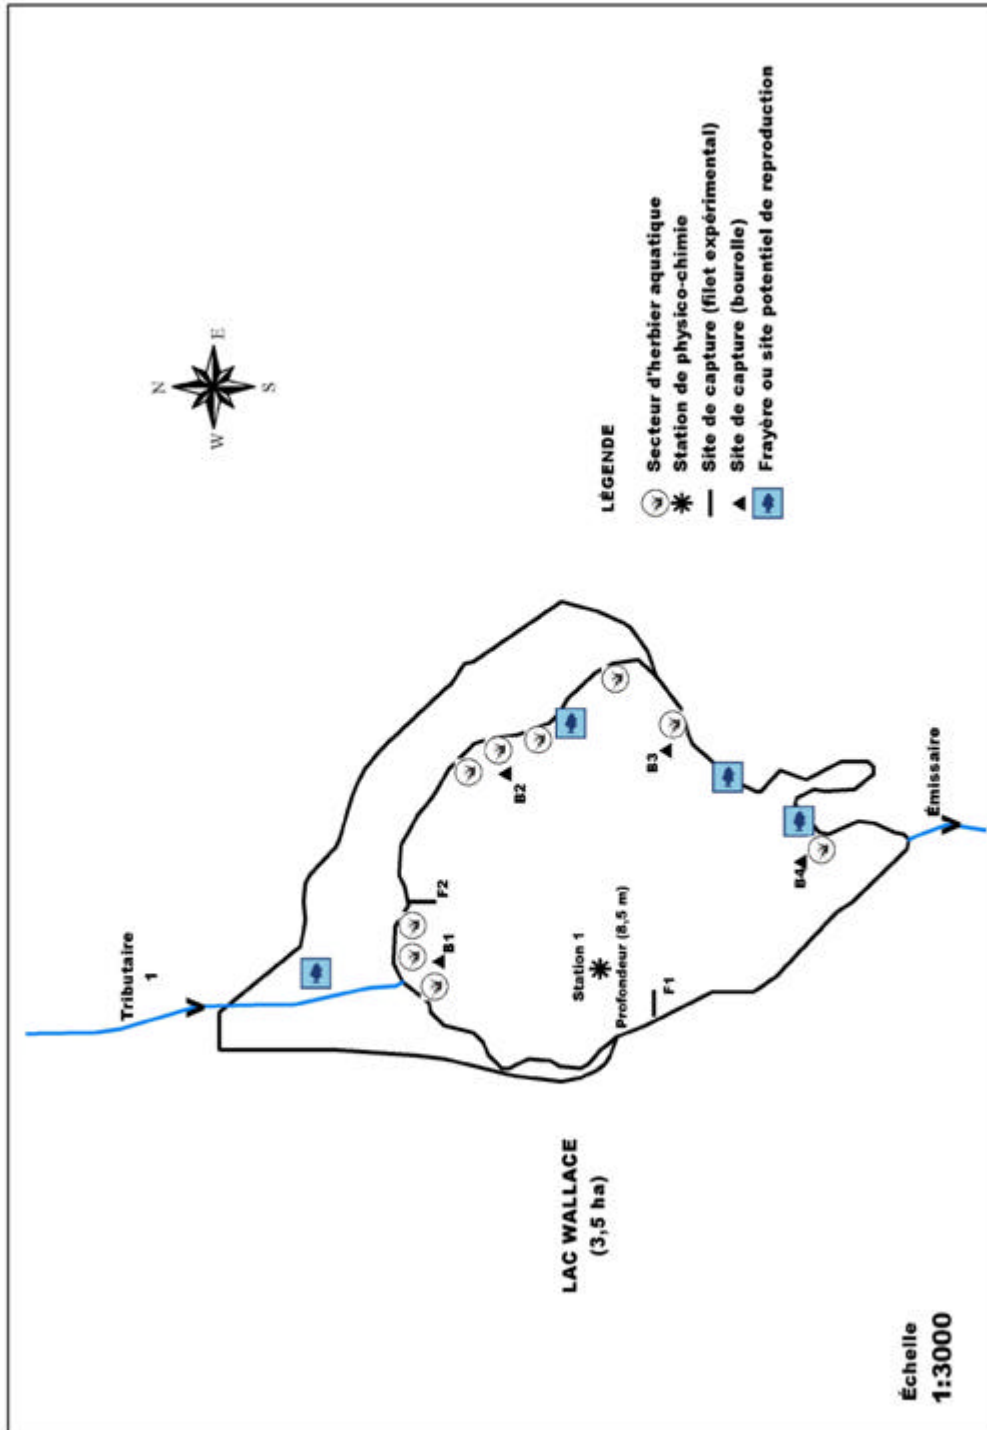 N
W
E
S
Tributaire
1
F2
B1
B2
B3
B4
Station 1
Profondeur (8,5 m)
F1
Émissaire
LAC WALLACE
(3,5 ha)
LÉGENDE
Secteur d'herbier aquatique
Station de physico-chimie
Site de capture (filet expérimental)
Site de capture (bourolle)
Frayère ou site potentiel de reproduction
Échelle
1:3000